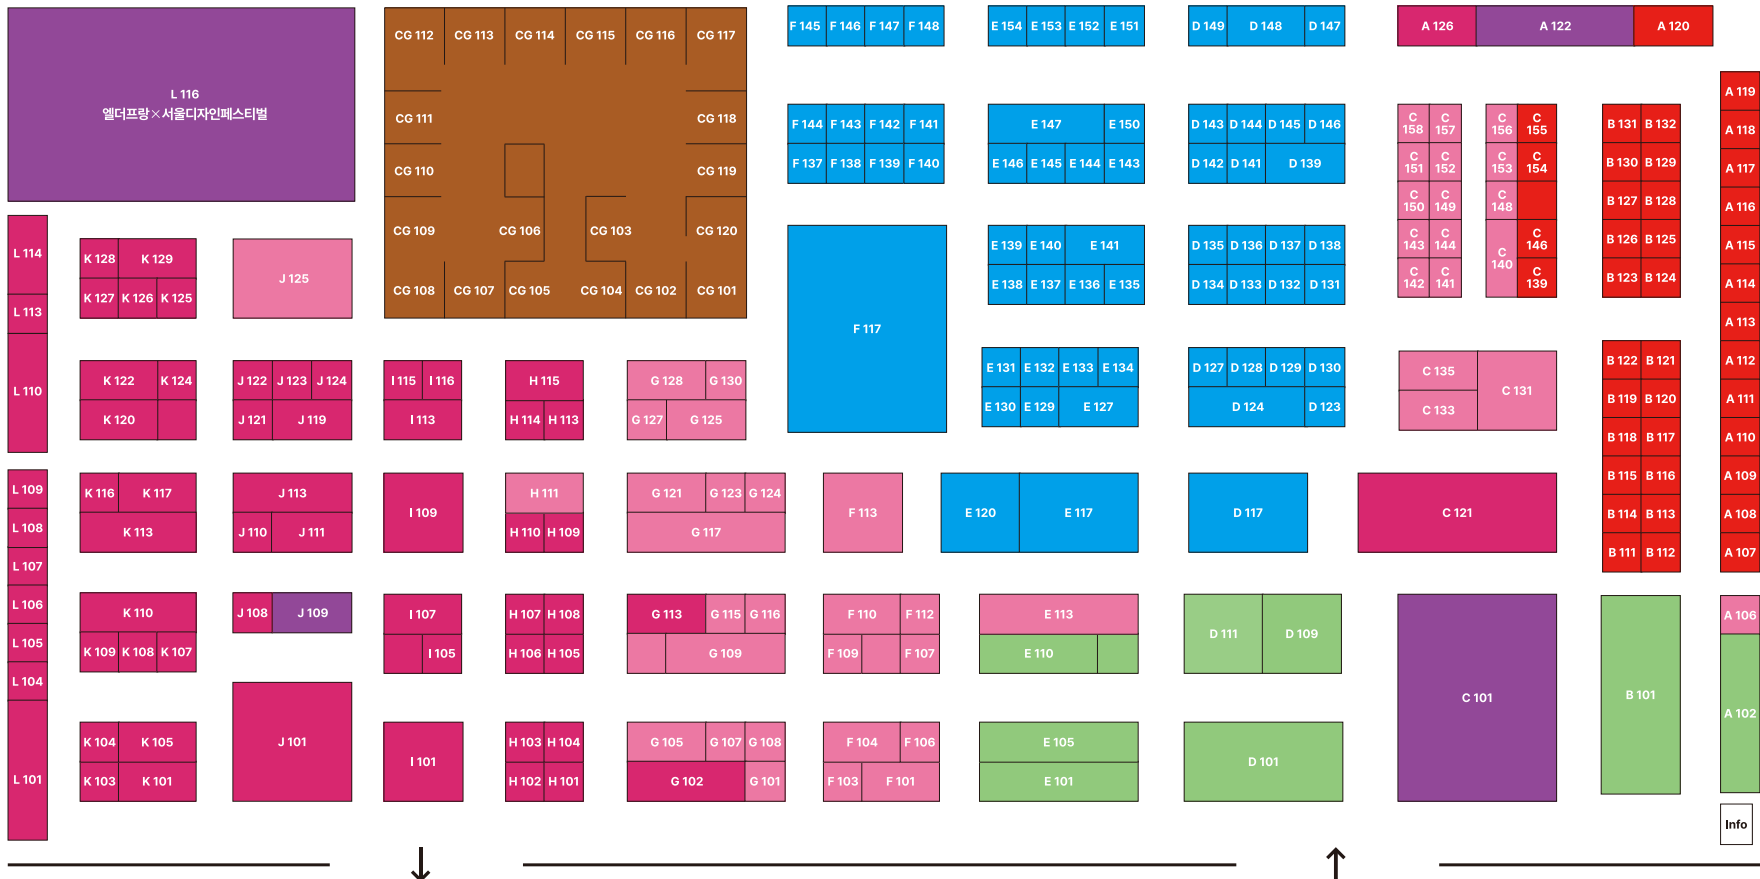 L 116
엘더프랑×서울디자인페스티벌
CG 112
CG 113
CG 114
CG 115
CG 116
CG 117
CG 111
CG 118
CG 110
CG 119
CG 109
CG 106
CG 103
CG 120
CG 108
CG 107
CG 105
CG 104
CG 102
CG 101
F 145
F 146
F 147
F 148
E 154
E 153
E 152
E 151
D 149
D 148
D 147
A 126
A 122
A 120
F 144
F 143
F 142
F 141
F 137
F 138
F 139
F 140
E 147
E 150
E 146
E 145
E 144
E 143
D 143
D 144
D 145
D 146
D 142
D 141
D 139
C
158
C
157
C
151
C
152
C
150
C
149
C
143
C
144
C
142
C
141
C
156
C
155
C
153
C
154
C
148
C
140
C
146
C
139
B 131
B 132
B 130
B 129
B 127
B 128
B 126
B 125
B 123
B 124
A 119
A 118
A 117
A 116
A 115
A 114
A 113
A 112
A 111
A 110
A 109
A 108
A 107
L 114
L 113
L 110
K 128
K 129
K 127
K 126
K 125
J 125
F 117
E 139
E 140
E 141
E 138
E 137
E 136
E 135
D 135
D 136
D 137
D 138
D 134
D 133
D 132
D 131
K 122
K 124
K 120
J 122
J 123
J 124
J 121
J 119
I 115
I 116
I 113
H 115
H 114
H 113
G 128
G 130
G 127
G 125
E 131
E 132
E 133
E 134
E 130
E 129
E 127
D 127
D 128
D 129
D 130
D 124
D 123
C 135
C 133
C 131
B 122
B 121
B 119
B 120
B 118
B 117
B 115
B 116
B 114
B 113
B 111
B 112
L 109
L 108
L 107
L 106
L 105
L 104
L 101
K 116
K 117
K 113
J 113
J 110
J 111
I 109
H 111
H 110
H 109
G 121
G 123
G 124
G 117
F 113
E 120
E 117
D 117
C 121
K 110
K 109
K 108
K 107
J 108
J 109
I 107
I 105
H 107
H 108
H 106
H 105
G 113
G 115
G 116
G 109
F 110
F 112
F 109
F 107
E 113
E 110
D 111
D 109
C 101
B 101
A 106
A 102
K 104
K 105
K 103
K 101
J 101
I 101
H 103
H 104
H 102
H 101
G 105
G 107
G 108
G 102
G 101
F 104
F 106
F 103
F 101
E 105
E 101
D 101
Info